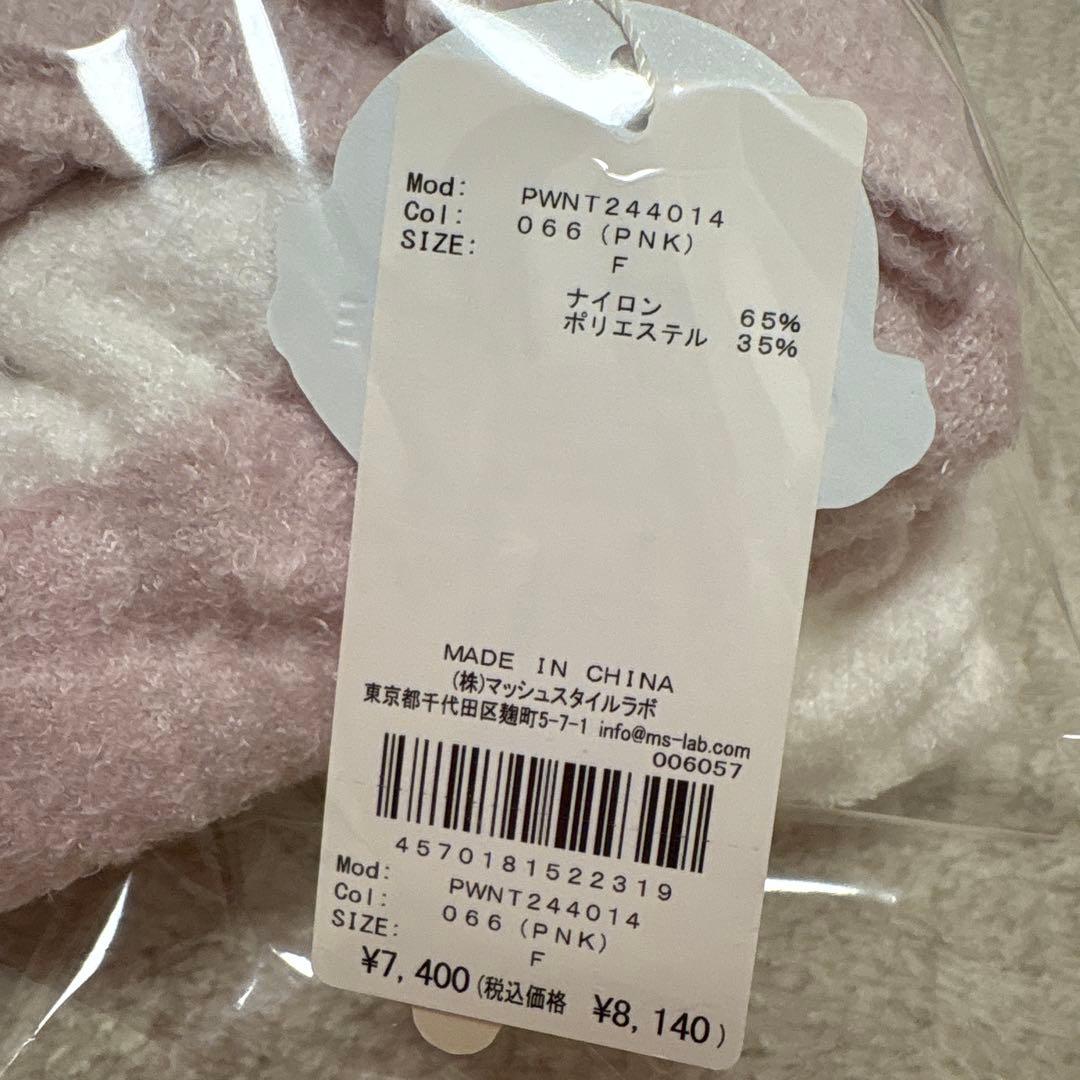 Mod: PWNT244014
Col: 066 (PNK)
SIZE: F
ナイロン 65%
ポリエステル 35%
MADE IN CHINA
(株)マッシュスタイルラボ
東京都千代田区麹町5-7-1 info@ms-lab.com
006057
4570181522319
Mod: PWNT244014
Col: 066 (PNK)
SIZE: F
¥7,400(税込価格 ¥8,140)